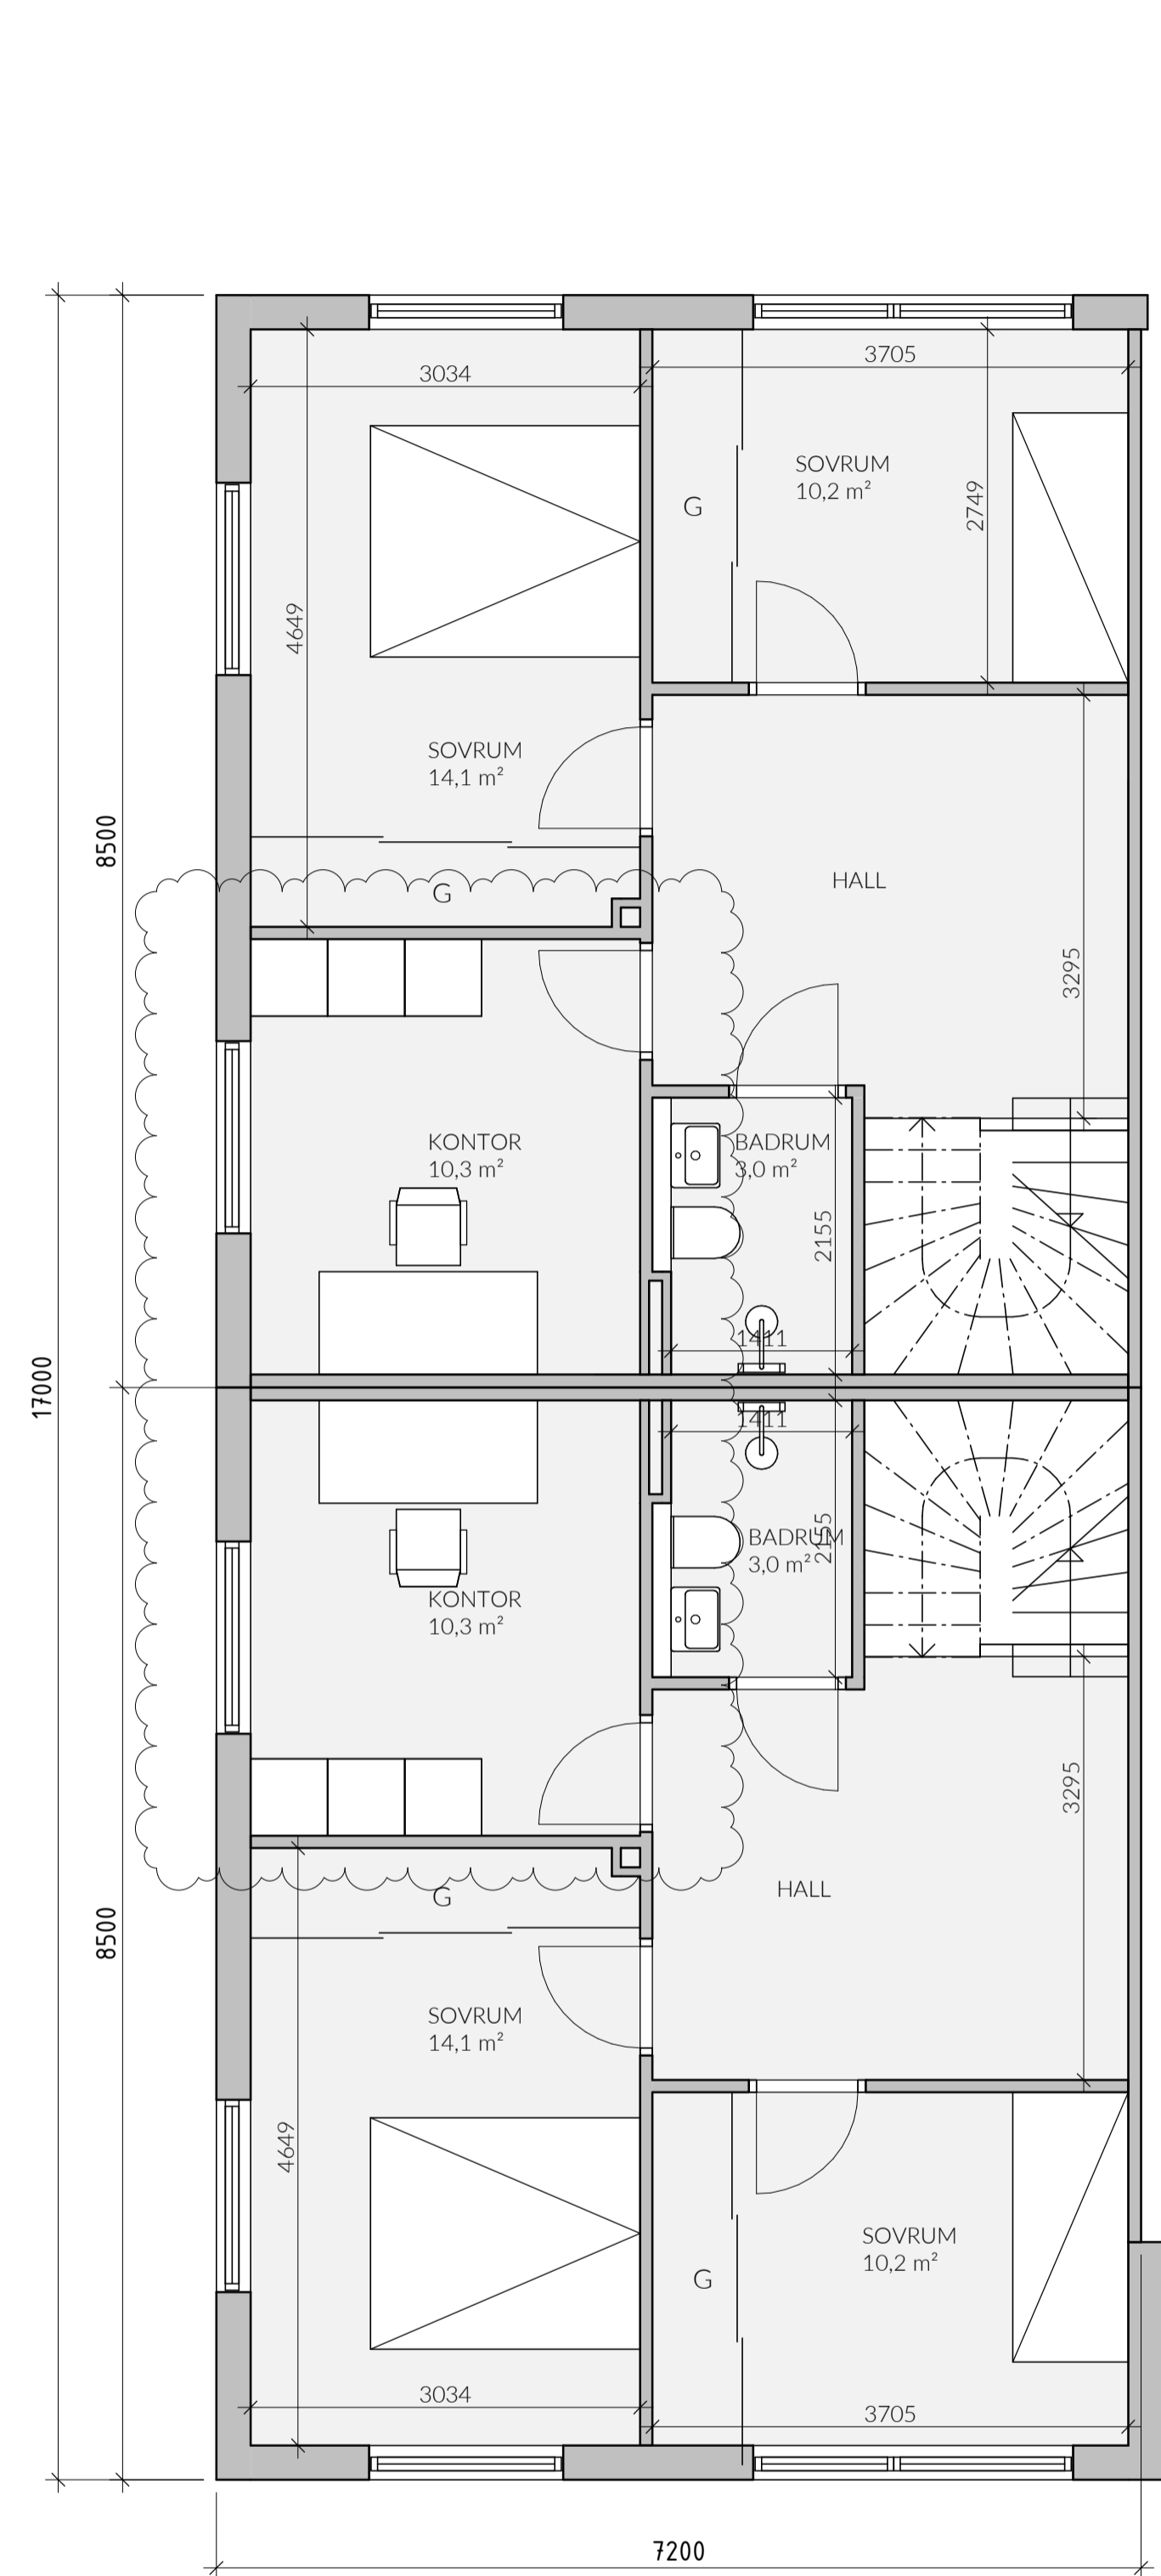 3034
3705
SOVRUM
10,2 m²
G
2749
4649
SOVRUM
14,1 m²
8500
G
HALL
3295
KONTOR
10,3 m²
BADRUM
3,0 m²
2155
1411
17000
1411
BADRUM
3,0 m²
2155
KONTOR
10,3 m²
3295
G
HALL
8500
SOVRUM
14,1 m²
4649
SOVRUM
10,2 m²
G
3034
3705
7200